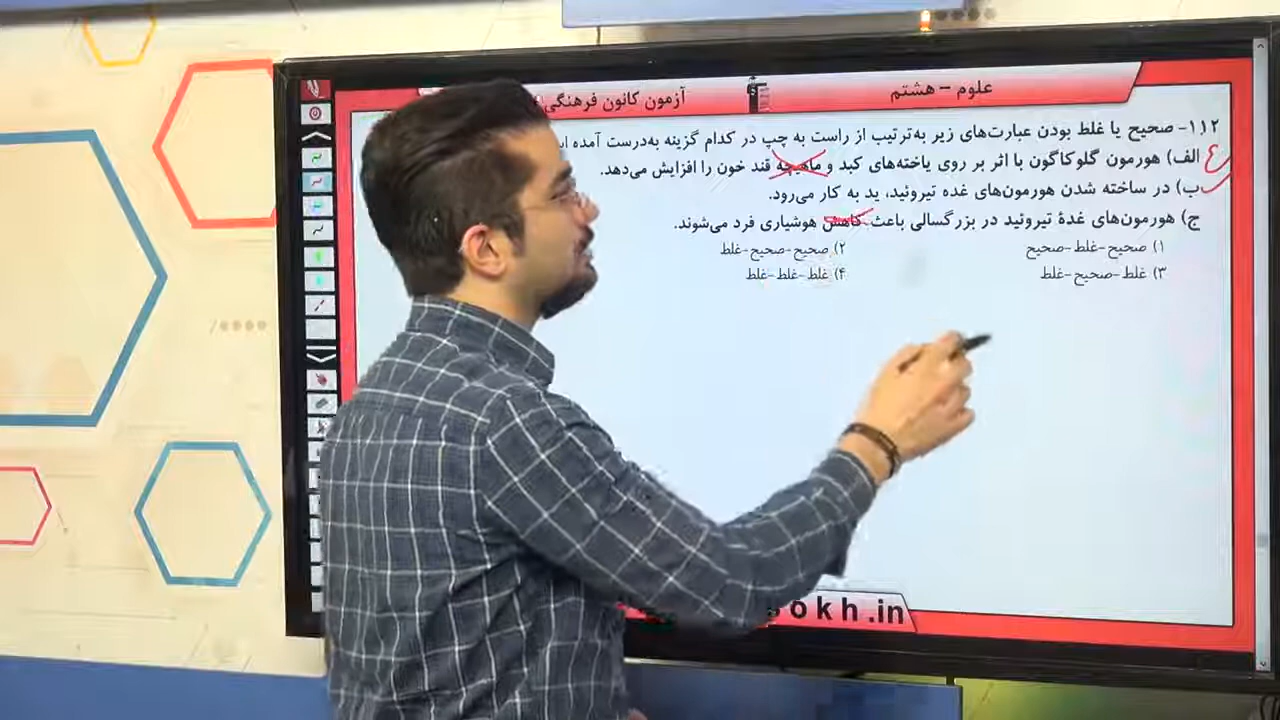 علوم - هشتم
آزمون کانون فرهنگی
۱۱۲- صحیح یا غلط بودن عبارت‌های زیر به‌ترتیب از راست به چپ در کدام گزینه به‌درست آمده
الف) هورمون گلوکاگون با اثر بر روی یاخته‌های کبد و ماهیچه قند خون را افزایش می‌دهد.
ب) در ساخته شدن هورمون‌های غده تیروئید، ید به کار می‌رود.
ج) هورمون‌های غدهٔ تیروئید در بزرگسالی باعث کاهش هوشیاری فرد می‌شوند.
۱) صحیح-غلط-صحیح
۲) صحیح-صحیح-غلط
۳) غلط-صحیح-غلط
۴) غلط-غلط-غلط
okh.in